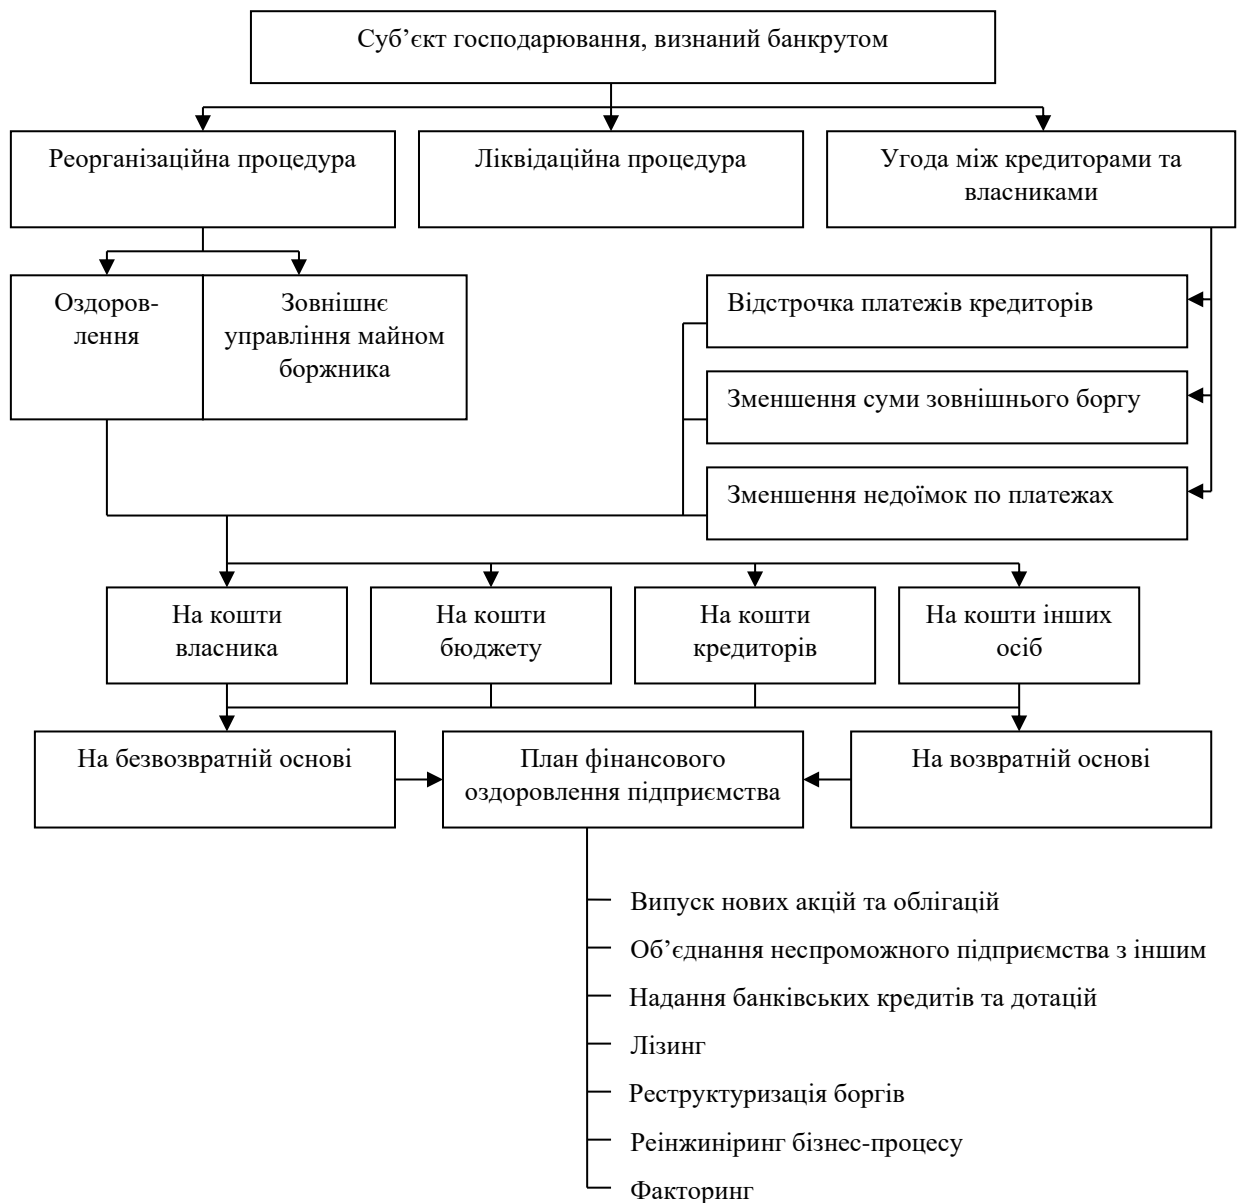 Суб’єкт господарювання, визнаний банкрутом
Реорганізаційна процедура
Ліквідаційна процедура
Угода між кредиторами та
власниками
Оздоров-
лення
Зовнішнє
управління майном
боржника
Відстрочка платежів кредиторів
Зменшення суми зовнішнього боргу
Зменшення недоїмок по платежах
На кошти
власника
На кошти
бюджету
На кошти
кредиторів
На кошти інших
осіб
На безвозвратній основі
План фінансового
оздоровлення підприємства
На возвратній основі
Випуск нових акцій та облігацій
Об’єднання неспроможного підприємства з іншим
Надання банківських кредитів та дотацій
Лізинг
Реструктуризація боргів
Реінжиніринг бізнес-процесу
Факторинг